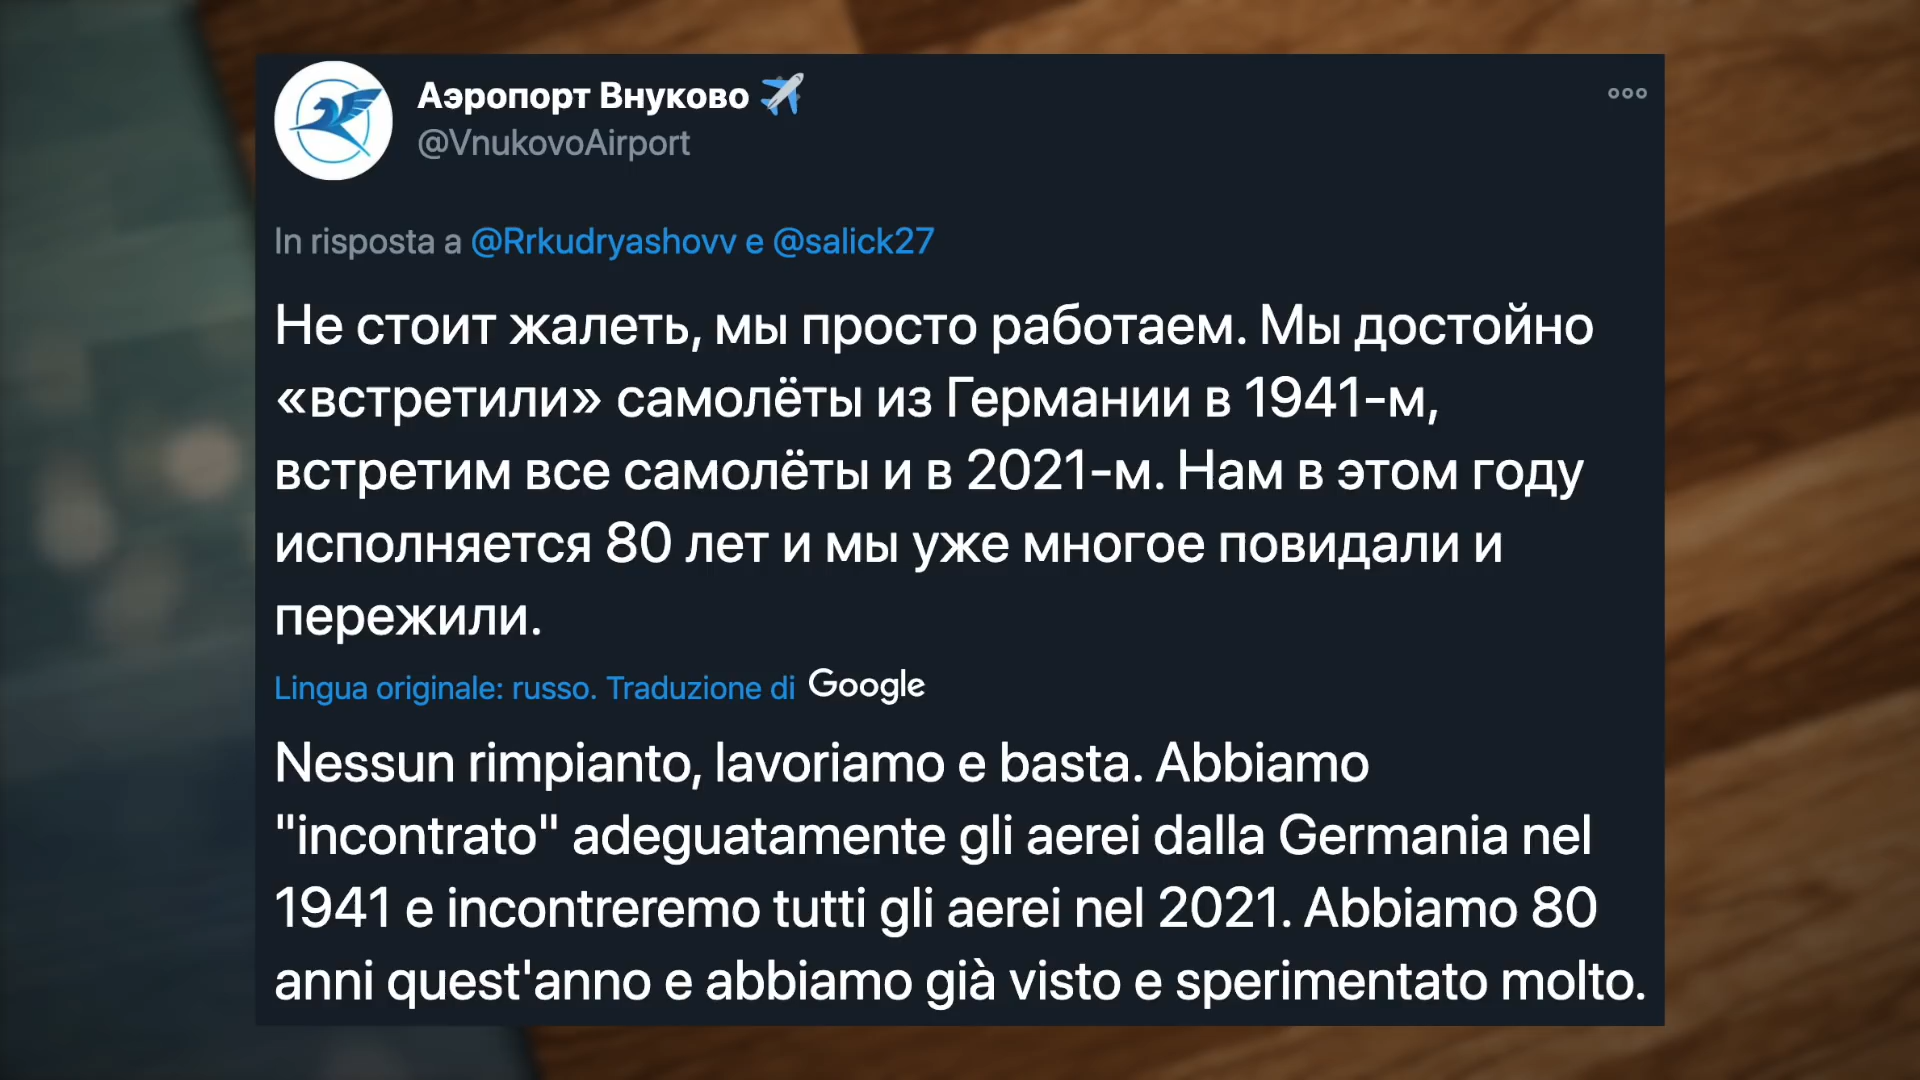 Аэропорт Внуково
@VnukovoAirport
In risposta a @Rrkudryashovv e @salick27
Не стоит жалеть, мы просто работаем. Мы достойно
«встретили» самолёты из Германии в 1941-м,
встретим все самолёты и в 2021-м. Нам в этом году
исполняется 80 лет и мы уже многое повидали и
пережили.
Lingua originale: russo. Traduzione di Google
Nessun rimpianto, lavoriamo e basta. Abbiamo
"incontrato" adeguatamente gli aerei dalla Germania nel
1941 e incontreremo tutti gli aerei nel 2021. Abbiamo 80
anni quest'anno e abbiamo già visto e sperimentato molto.